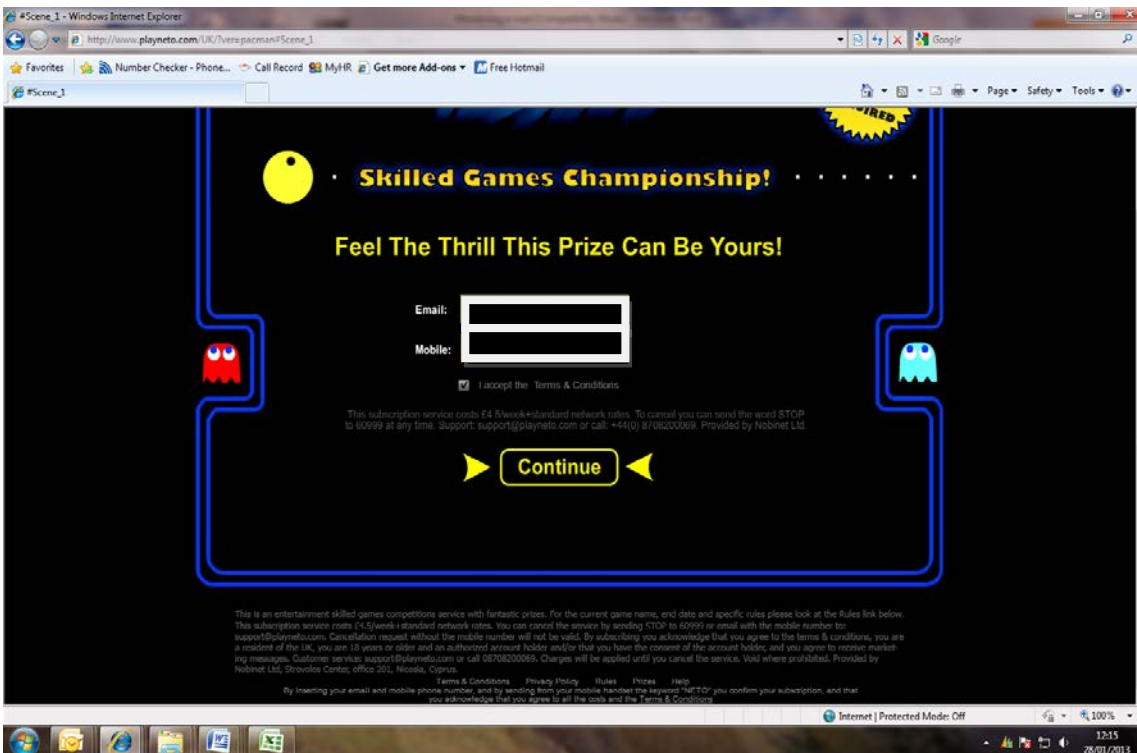 #Scene_1 - Windows Internet Explorer
http://www.playneto.com/UK/?ver=pacman#Scene_1
Google
Favorites Number Checker - Phone... Call Record MyHR Get more Add-ons Free Hotmail
#Scene_1
Page Safety Tools
Skilled Games Championship!
Feel The Thrill This Prize Can Be Yours!
Email:
Mobile:
I accept the Terms & Conditions
This subscription service costs £4.5/week+standard network rates. To cancel you can send the word STOP
to 60999 at any time. Support: support@playneto.com or call: +44(0) 8708200069. Provided by Nobinet Ltd.
Continue
This is an entertainment skilled games competitions service with fantastic prizes. For the current game name, end date and specific rules please look at the Rules link below.
This subscription service costs £4.5/week+standard network rates. You can cancel the service by sending STOP to 60999 or email with the mobile number to:
support@playneto.com. Cancellation request without the mobile number will not be valid. By subscribing you acknowledge that you agree to the terms & conditions, you are
a resident of the UK, you are 18 years or older and an authorized account holder and/or that you have the consent of the account holder, and you agree to receive market-
ing messages. Customer service: support@playneto.com or call 08708200069. Charges will be applied until you cancel the service. Void where prohibited. Provided by
Nobinet Ltd, Strovolos Center, office 201, Nicosia, Cyprus.
Terms & Conditions Privacy Policy Rules Prizes Help
By inserting your email and mobile phone number, and by sending from your mobile handset the keyword "NETO" you confirm your subscription, and that
you acknowledge that you agree to all the costs and the Terms & Conditions
Internet | Protected Mode: Off
100%
12:15
28/01/2013